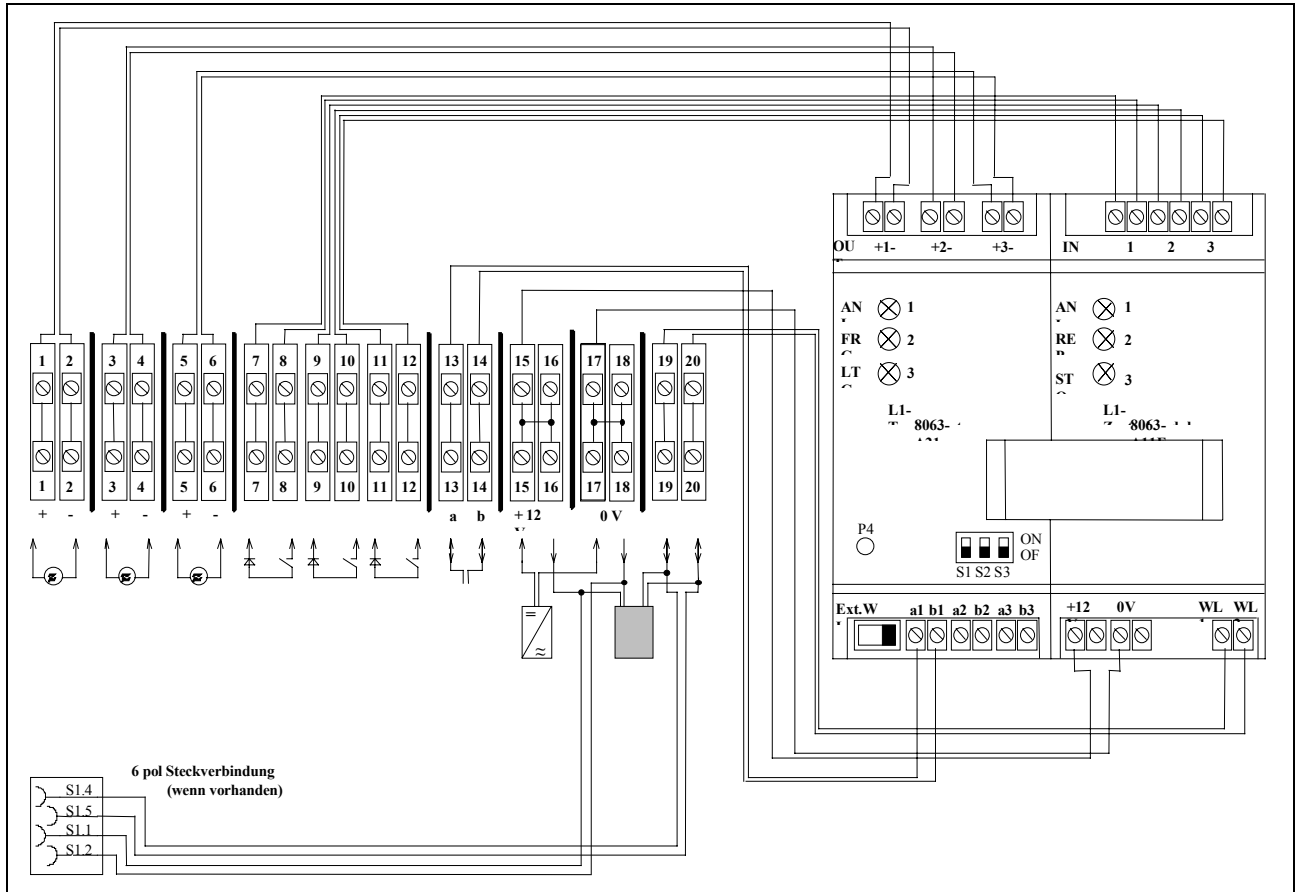 OU +1- +2- +3- IN 1 2 3
AN 1 AN 1
FR 2 RE 2
LT 3 ST 3
1 2 3 4 5 6 7 8 9 10 11 12 13 14 15 16 17 18 19 20
L1- L1-
8063- 8063-
1 2 3 4 5 6 7 8 9 10 11 12 13 14 15 16 17 18 19 20
+ - + - + - a b + 12 0 V
P4
ON
OF
S1 S2 S3
=
≈
Ext.W a1 b1 a2 b2 a3 b3 +12 0V WL WL
6 pol Steckverbindung
(wenn vorhanden)
S1.4
S1.5
S1.1
S1.2